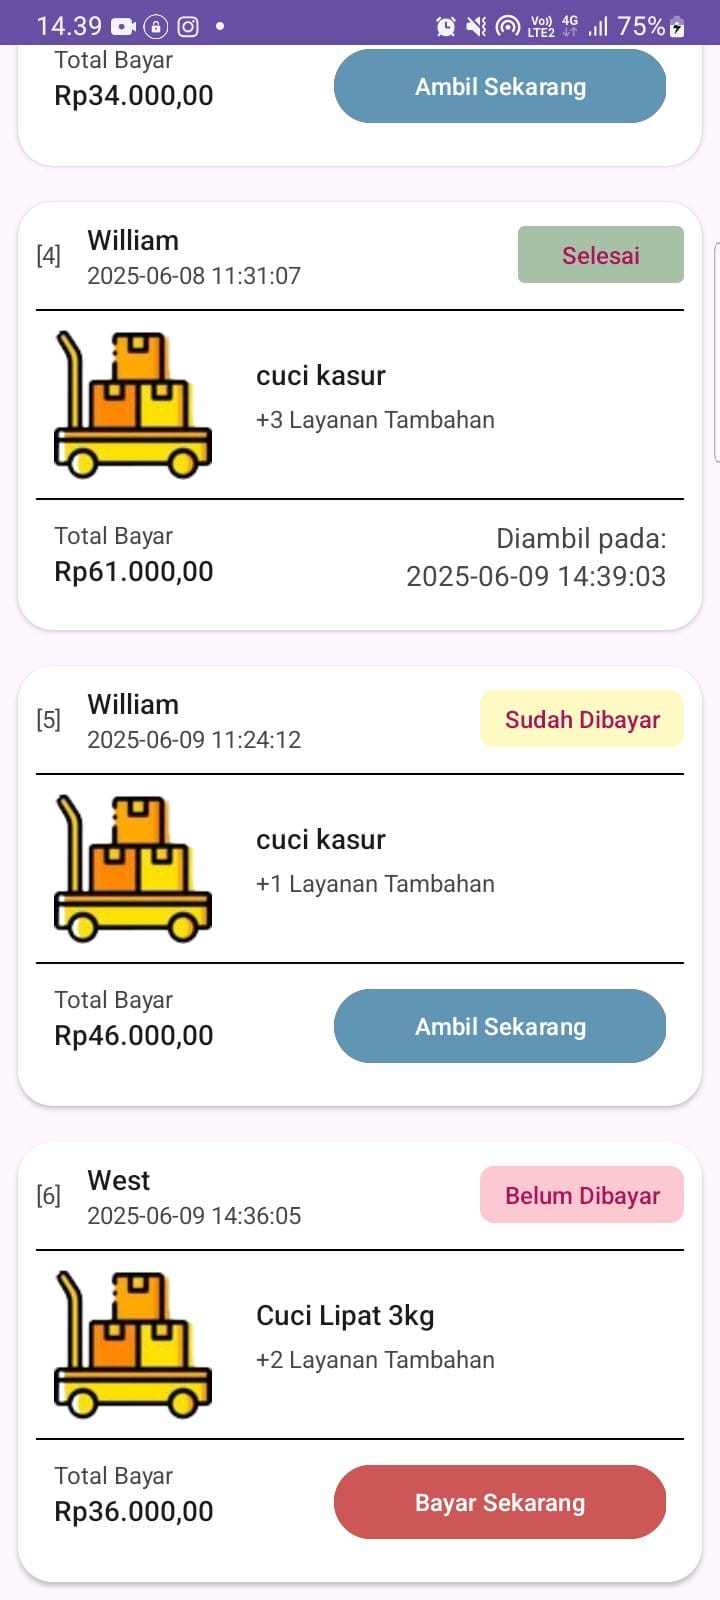 14.39
Vo)) 4G 75%
LTE2
Total Bayar
Rp34.000,00
Ambil Sekarang
[4]
William
2025-06-08 11:31:07
Selesai
cuci kasur
+3 Layanan Tambahan
Total Bayar
Rp61.000,00
Diambil pada:
2025-06-09 14:39:03
[5]
William
2025-06-09 11:24:12
Sudah Dibayar
cuci kasur
+1 Layanan Tambahan
Total Bayar
Rp46.000,00
Ambil Sekarang
[6]
West
2025-06-09 14:36:05
Belum Dibayar
Cuci Lipat 3kg
+2 Layanan Tambahan
Total Bayar
Rp36.000,00
Bayar Sekarang